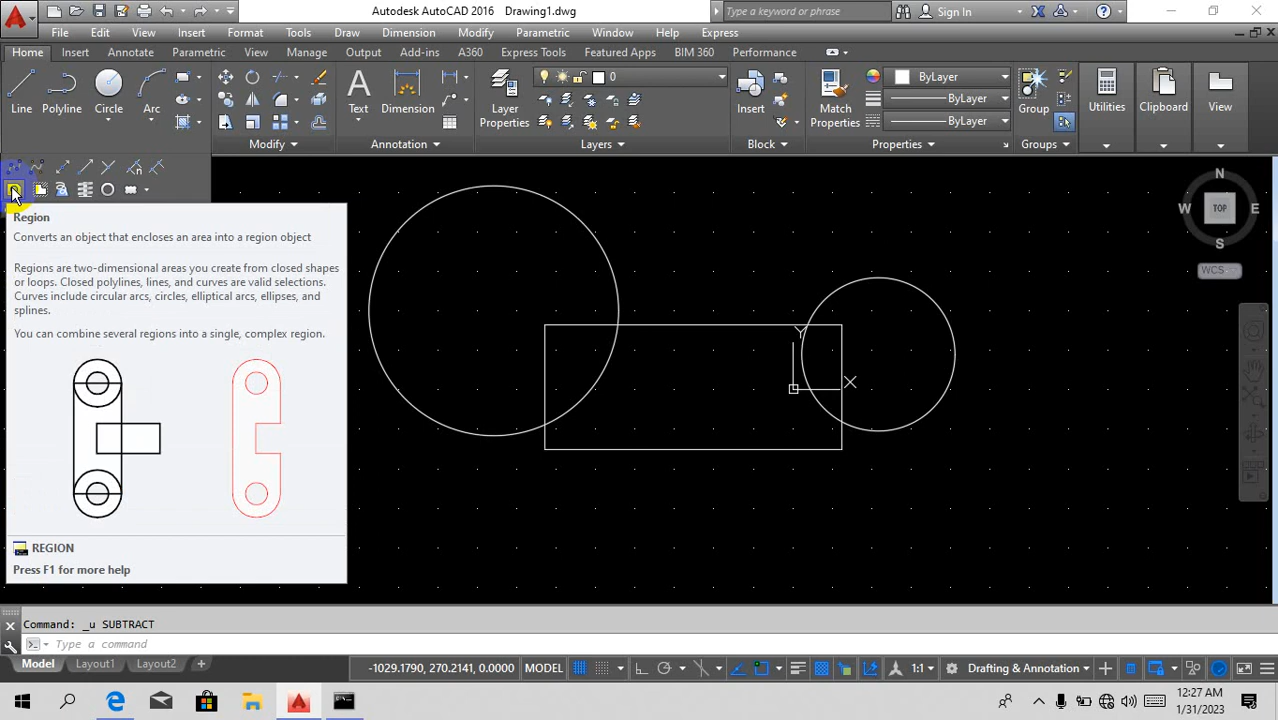 Autodesk AutoCAD 2016 Drawing1.dwg
Type a keyword or phrase
Sign In
File Edit View Insert Format Tools Draw Dimension Modify Parametric Window Help Express
Home Insert Annotate Parametric View Manage Output Add-ins A360 Express Tools Featured Apps BIM 360 Performance
0
ByLayer
ByLayer
ByLayer
Line Polyline Circle Arc Text Dimension Layer Properties Insert Match Properties Group Utilities Clipboard View
Modify Annotation Layers Block Properties Groups
Region
Converts an object that encloses an area into a region object
Regions are two-dimensional areas you create from closed shapes
or loops. Closed polylines, lines, and curves are valid selections.
Curves include circular arcs, circles, elliptical arcs, ellipses, and
splines.
You can combine several regions into a single, complex region.
REGION
Press F1 for more help
N
W TOP E
S
WCS
Y
X
Command: _u SUBTRACT
Type a command
Model Layout1 Layout2 +
-1029.1790, 270.2141, 0.0000 MODEL 1:1 Drafting & Annotation
12:27 AM
1/31/2023